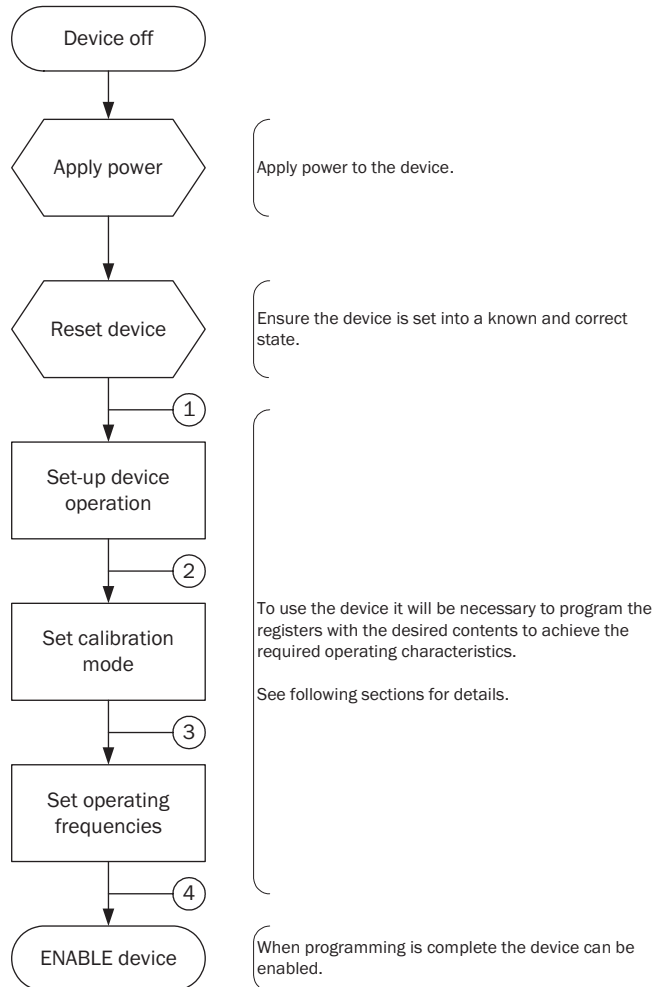 Device off
Apply power
Apply power to the device.
Reset device
Ensure the device is set into a known and correct
state.
1
Set-up device
operation
2
Set calibration
mode
To use the device it will be necessary to program the
registers with the desired contents to achieve the
required operating characteristics.
See following sections for details.
3
Set operating
frequencies
4
ENABLE device
When programming is complete the device can be
enabled.